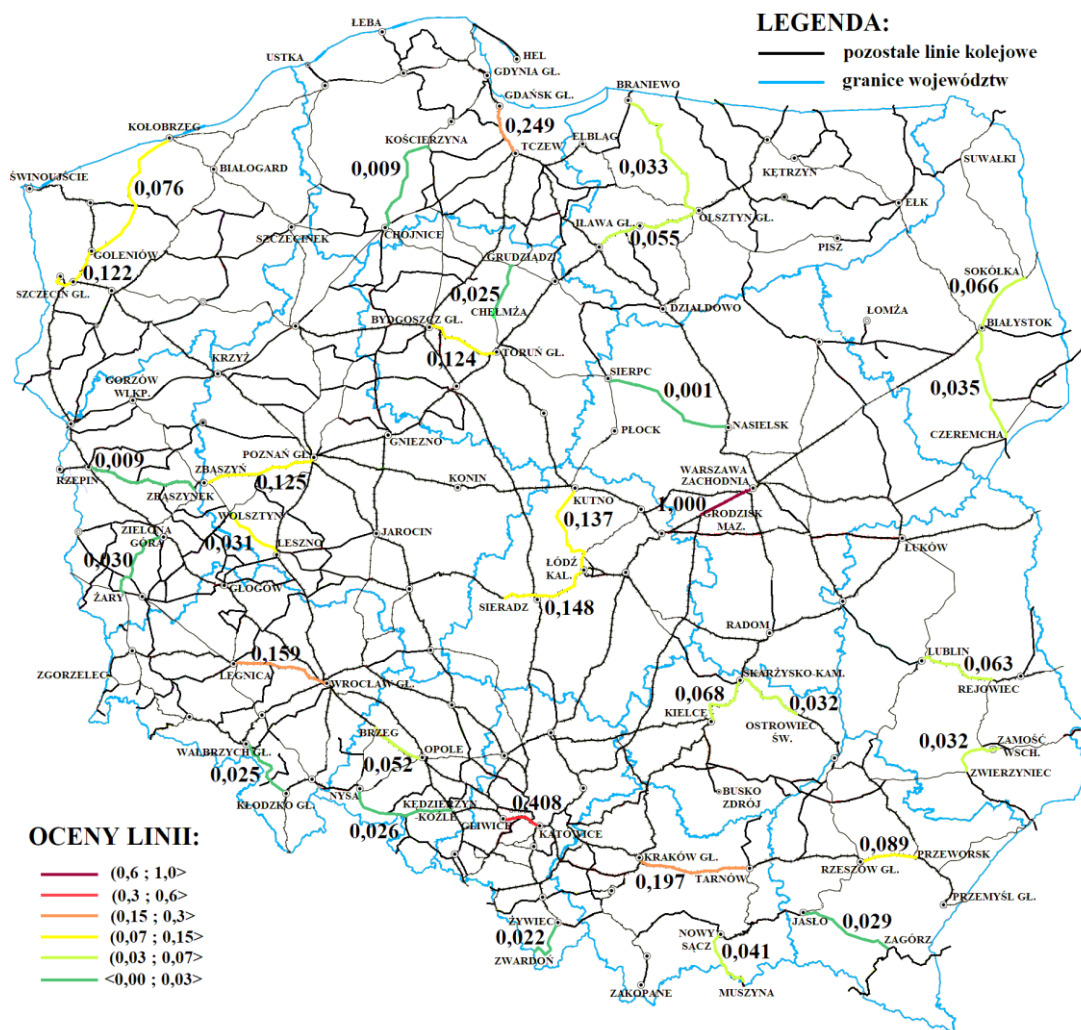 LEGENDA:
pozostałe linie kolejowe
granice województw
ŁEBA
USTKA
HEL
GDYNIA GŁ.
GDAŃSK GŁ.
BRANIEWO
KOŁOBRZEG
KOŚCIERZYNA
0,249
TCZEW
ELBLĄG
0,009
BIAŁOGARD
0,033
KĘTRZYN
SUWAŁKI
ŚWINOUJŚCIE
0,076
EŁK
OLSZTYN GŁ.
IŁAWA GŁ.
0,055
SZCZECINEK
CHOJNICE
PISZ
GOLENIÓW
GRUDZIĄDZ
SOKÓŁKA
0,122
0,066
SZCZECIN GŁ.
0,025
CHEŁMŻA
DZIAŁDOWO
ŁOMŻA
BYDGOSZCZ GŁ.
BIAŁYSTOK
0,124
TORUŃ GŁ.
KRZYŻ
SIERPC
0,001
0,035
GORZÓW
WLKP.
PŁOCK
NASIELSK
CZEREMCHA
GNIEZNO
0,009
POZNAŃ GŁ.
ZBASZYŃ
RZEPIN
0,125
KONIN
WARSZAWA
ZACHODNIA
ZBASZYNEK
KUTNO
1,000
GRODZISK
MAZ.
WOLSZTYN
0,137
ZIELONA
GÓRA
0,031
LESZNO
JAROCIN
ŁUKÓW
0,030
ŁÓDŹ
KAL.
GŁOGÓW
ŻARY
SIERADZ
0,148
RADOM
0,159
LUBLIN
0,063
ZGORZELEC
LEGNICA
WROCŁAW GŁ.
SKARŻYSKO-KAM.
REJOWIEC
0,068
0,032
KIELCE
OSTROWIEC
ŚW.
BRZEG
ZAMOŚĆ
WSCH.
0,032
WAŁBRZYCH GŁ.
OPOLE
0,052
ZWIERZYNIEC
0,025
NYSA
BUSKO
ZDRÓJ
KŁODZKO GŁ.
KĘDZIERZYN
KOŹLE
0,408
GLIWICE
KATOWICE
0,026
OCENY LINII:
0,089
PRZEWORSK
KRAKÓW GŁ.
RZESZÓW GŁ.
(0,6 ; 1,0>
0,197
TARNÓW
(0,3 ; 0,6>
PRZEMYŚL GŁ.
(0,15 ; 0,3>
ŻYWIEC
JASŁO
0,029
(0,07 ; 0,15>
0,022
NOWY
SĄCZ
ZAGÓRZ
(0,03 ; 0,07>
ZWARDOŃ
0,041
<0,00 ; 0,03>
ZAKOPANE
MUSZYNA